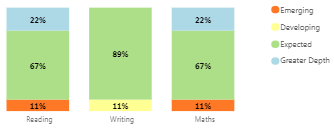 22%
67%
11%
Reading
89%
11%
Writing
22%
67%
11%
Maths
Emerging
Developing
Expected
Greater Depth